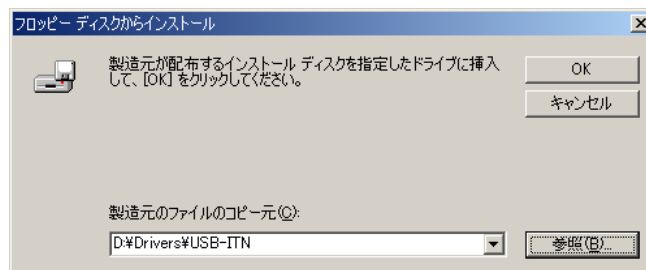 フロッピー ディスクからインストール
製造元が配布するインストール ディスクを指定したドライブに挿入
して、[OK] をクリックしてください。
OK
キャンセル
製造元のファイルのコピー元(C):
D:¥Drivers¥USB-ITN
参照(B)...